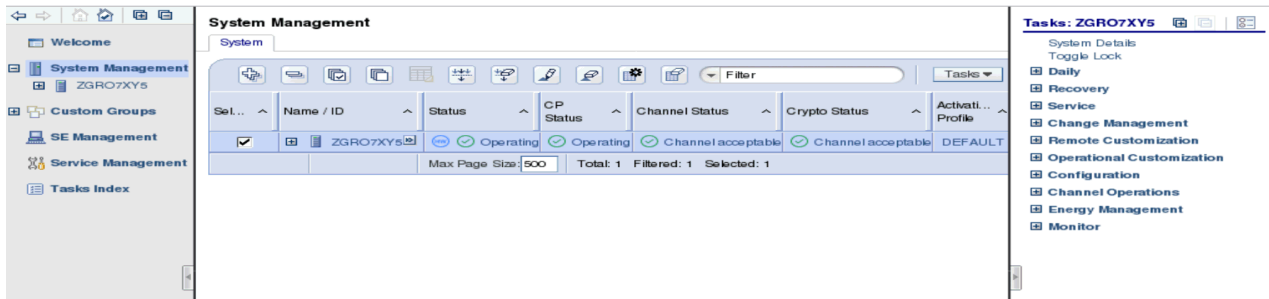 Welcome
System Management
ZGRO7XY5
Custom Groups
SE Management
Service Management
Tasks Index
System Management
System
Filter
Tasks
Sel... Name / ID Status CP Status Channel Status Crypto Status Activati... Profile
ZGRO7XY5 Operating Operating Channel acceptable Channel acceptable DEFAULT
Max Page Size: 500 Total: 1 Filtered: 1 Selected: 1
Tasks: ZGRO7XY5
System Details
Toggle Lock
Daily
Recovery
Service
Change Management
Remote Customization
Operational Customization
Configuration
Channel Operations
Energy Management
Monitor